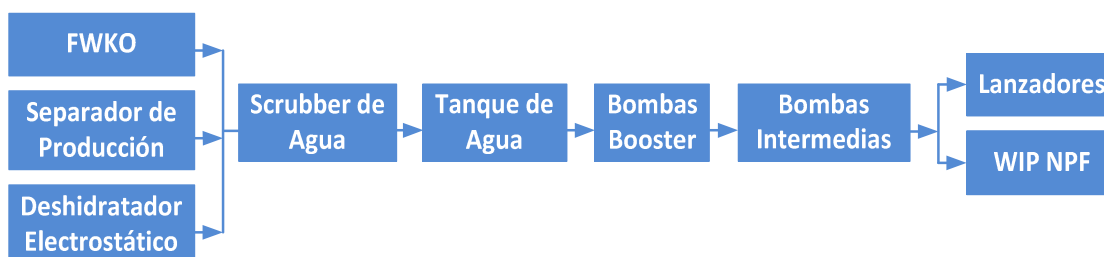 FWKO
Separador de
Producción
Deshidratador
Electrostático
Scrubber de
Agua
Tanque de
Agua
Bombas
Booster
Bombas
Intermedias
Lanzadores
WIP NPF